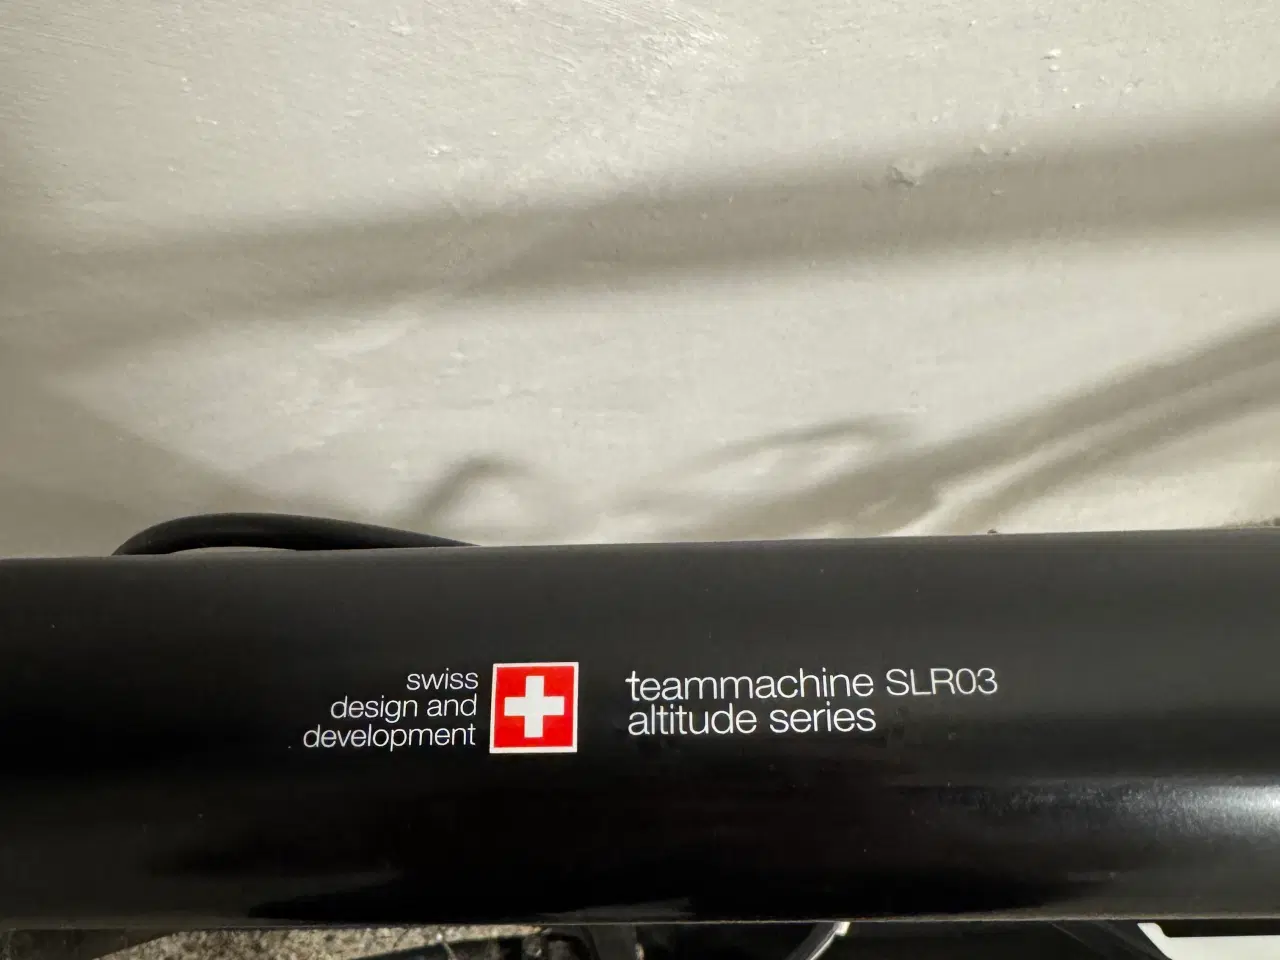 swiss
design and
development
teammachine SLR03
altitude series